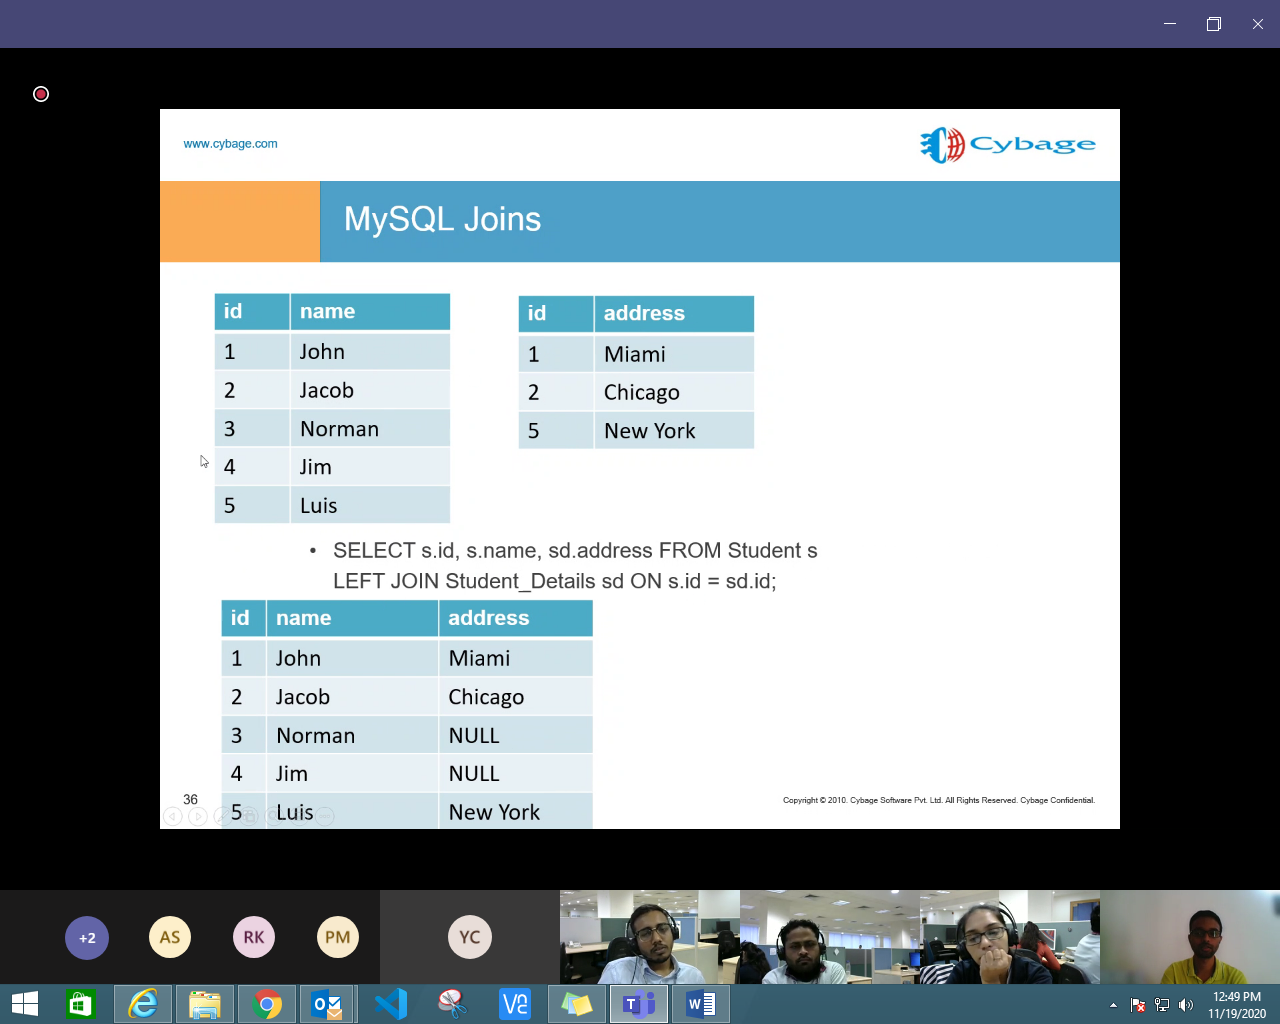 www.cybage.com
Cybage
MySQL Joins
id name
1 John
2 Jacob
3 Norman
4 Jim
5 Luis
id address
1 Miami
2 Chicago
5 New York
• SELECT s.id, s.name, sd.address FROM Student s
LEFT JOIN Student_Details sd ON s.id = sd.id;
id name address
1 John Miami
2 Jacob Chicago
3 Norman NULL
4 Jim NULL
5 Luis New York
36
Copyright © 2010. Cybage Software Pvt. Ltd. All Rights Reserved. Cybage Confidential.
+2 AS RK PM YC
12:49 PM
11/19/2020